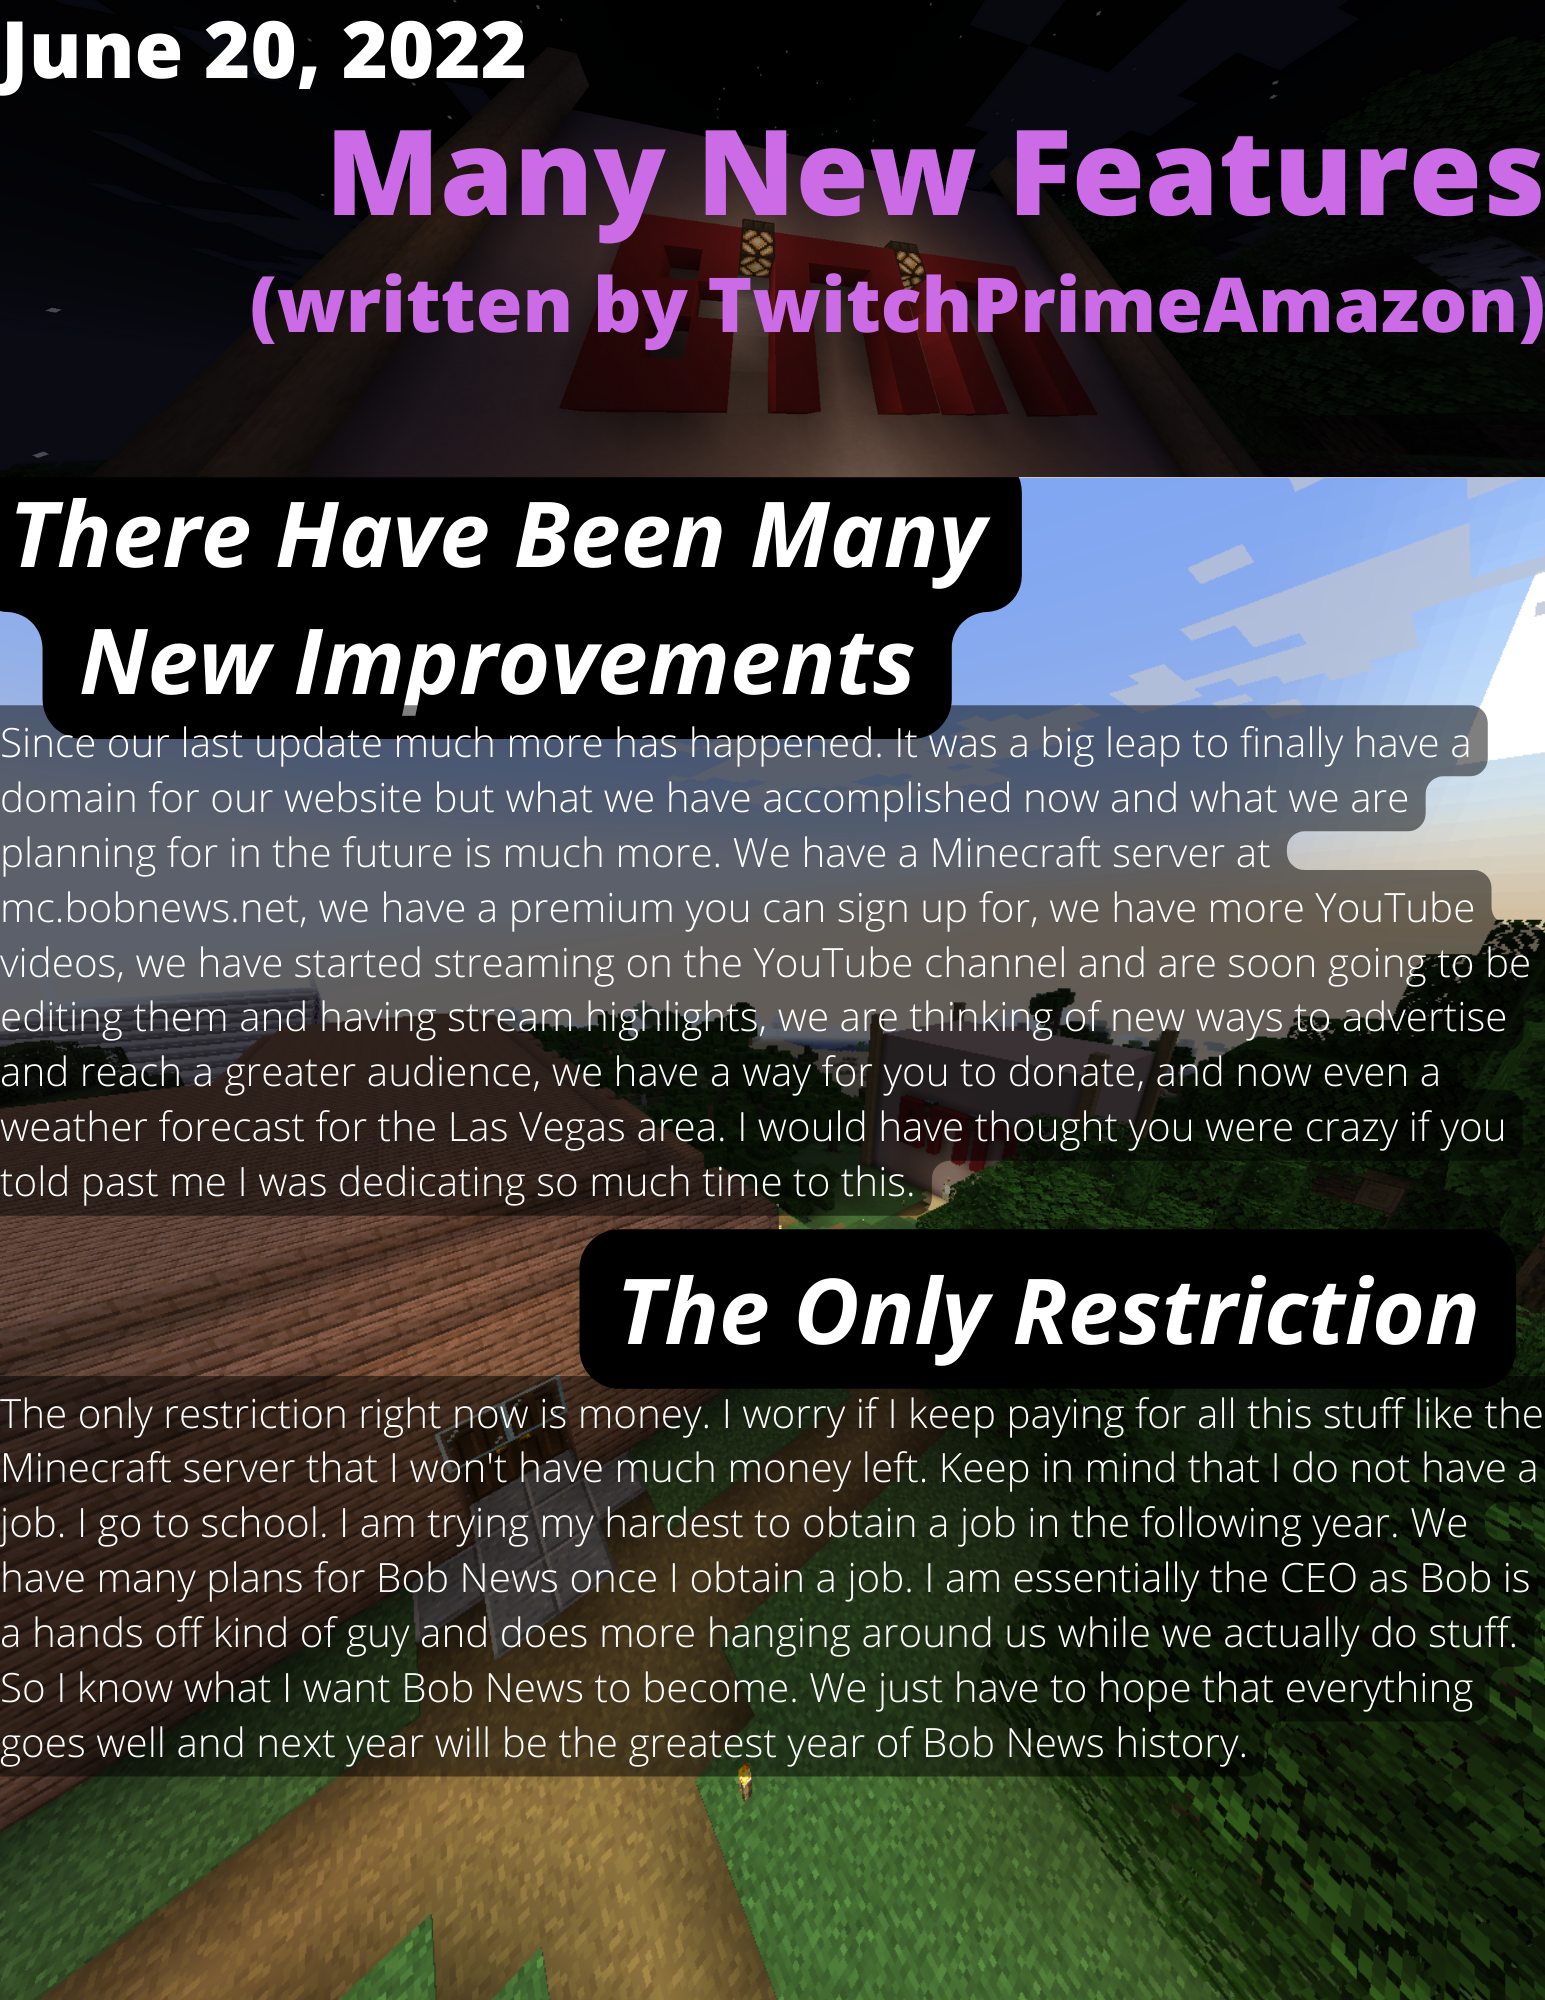 June 20, 2022
Many New Features
(written by TwitchPrimeAmazon)
There Have Been Many
New Improvements
Since our last update much more has happened. It was a big leap to finally have a
domain for our website but what we have accomplished now and what we are
planning for in the future is much more. We have a Minecraft server at
mc.bobnews.net, we have a premium you can sign up for, we have more YouTube
videos, we have started streaming on the YouTube channel and are soon going to be
editing them and having stream highlights, we are thinking of new ways to advertise
and reach a greater audience, we have a way for you to donate, and now even a
weather forecast for the Las Vegas area. I would have thought you were crazy if you
told past me I was dedicating so much time to this.
The Only Restriction
The only restriction right now is money. I worry if I keep paying for all this stuff like the
Minecraft server that I won't have much money left. Keep in mind that I do not have a
job. I go to school. I am trying my hardest to obtain a job in the following year. We
have many plans for Bob News once I obtain a job. I am essentially the CEO as Bob is
a hands off kind of guy and does more hanging around us while we actually do stuff.
So I know what I want Bob News to become. We just have to hope that everything
goes well and next year will be the greatest year of Bob News history.